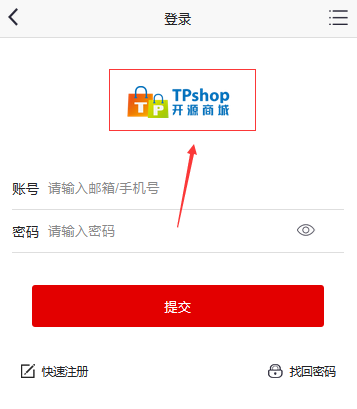 登录
TP TPshop
开源商城
账号 请输入邮箱/手机号
密码 请输入密码
提交
快速注册 找回密码